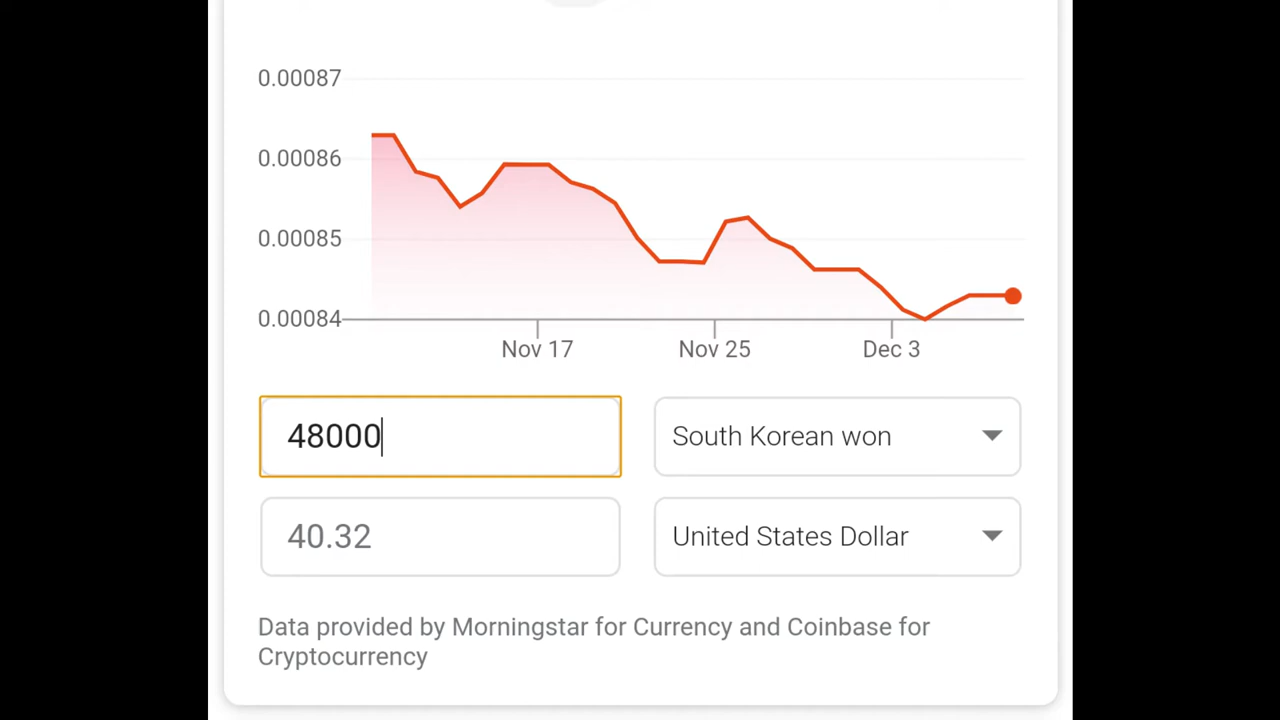 0.00087
0.00086
0.00085
0.00084
Nov 17 Nov 25 Dec 3
48000 South Korean won
40.32 United States Dollar
Data provided by Morningstar for Currency and Coinbase for
Cryptocurrency